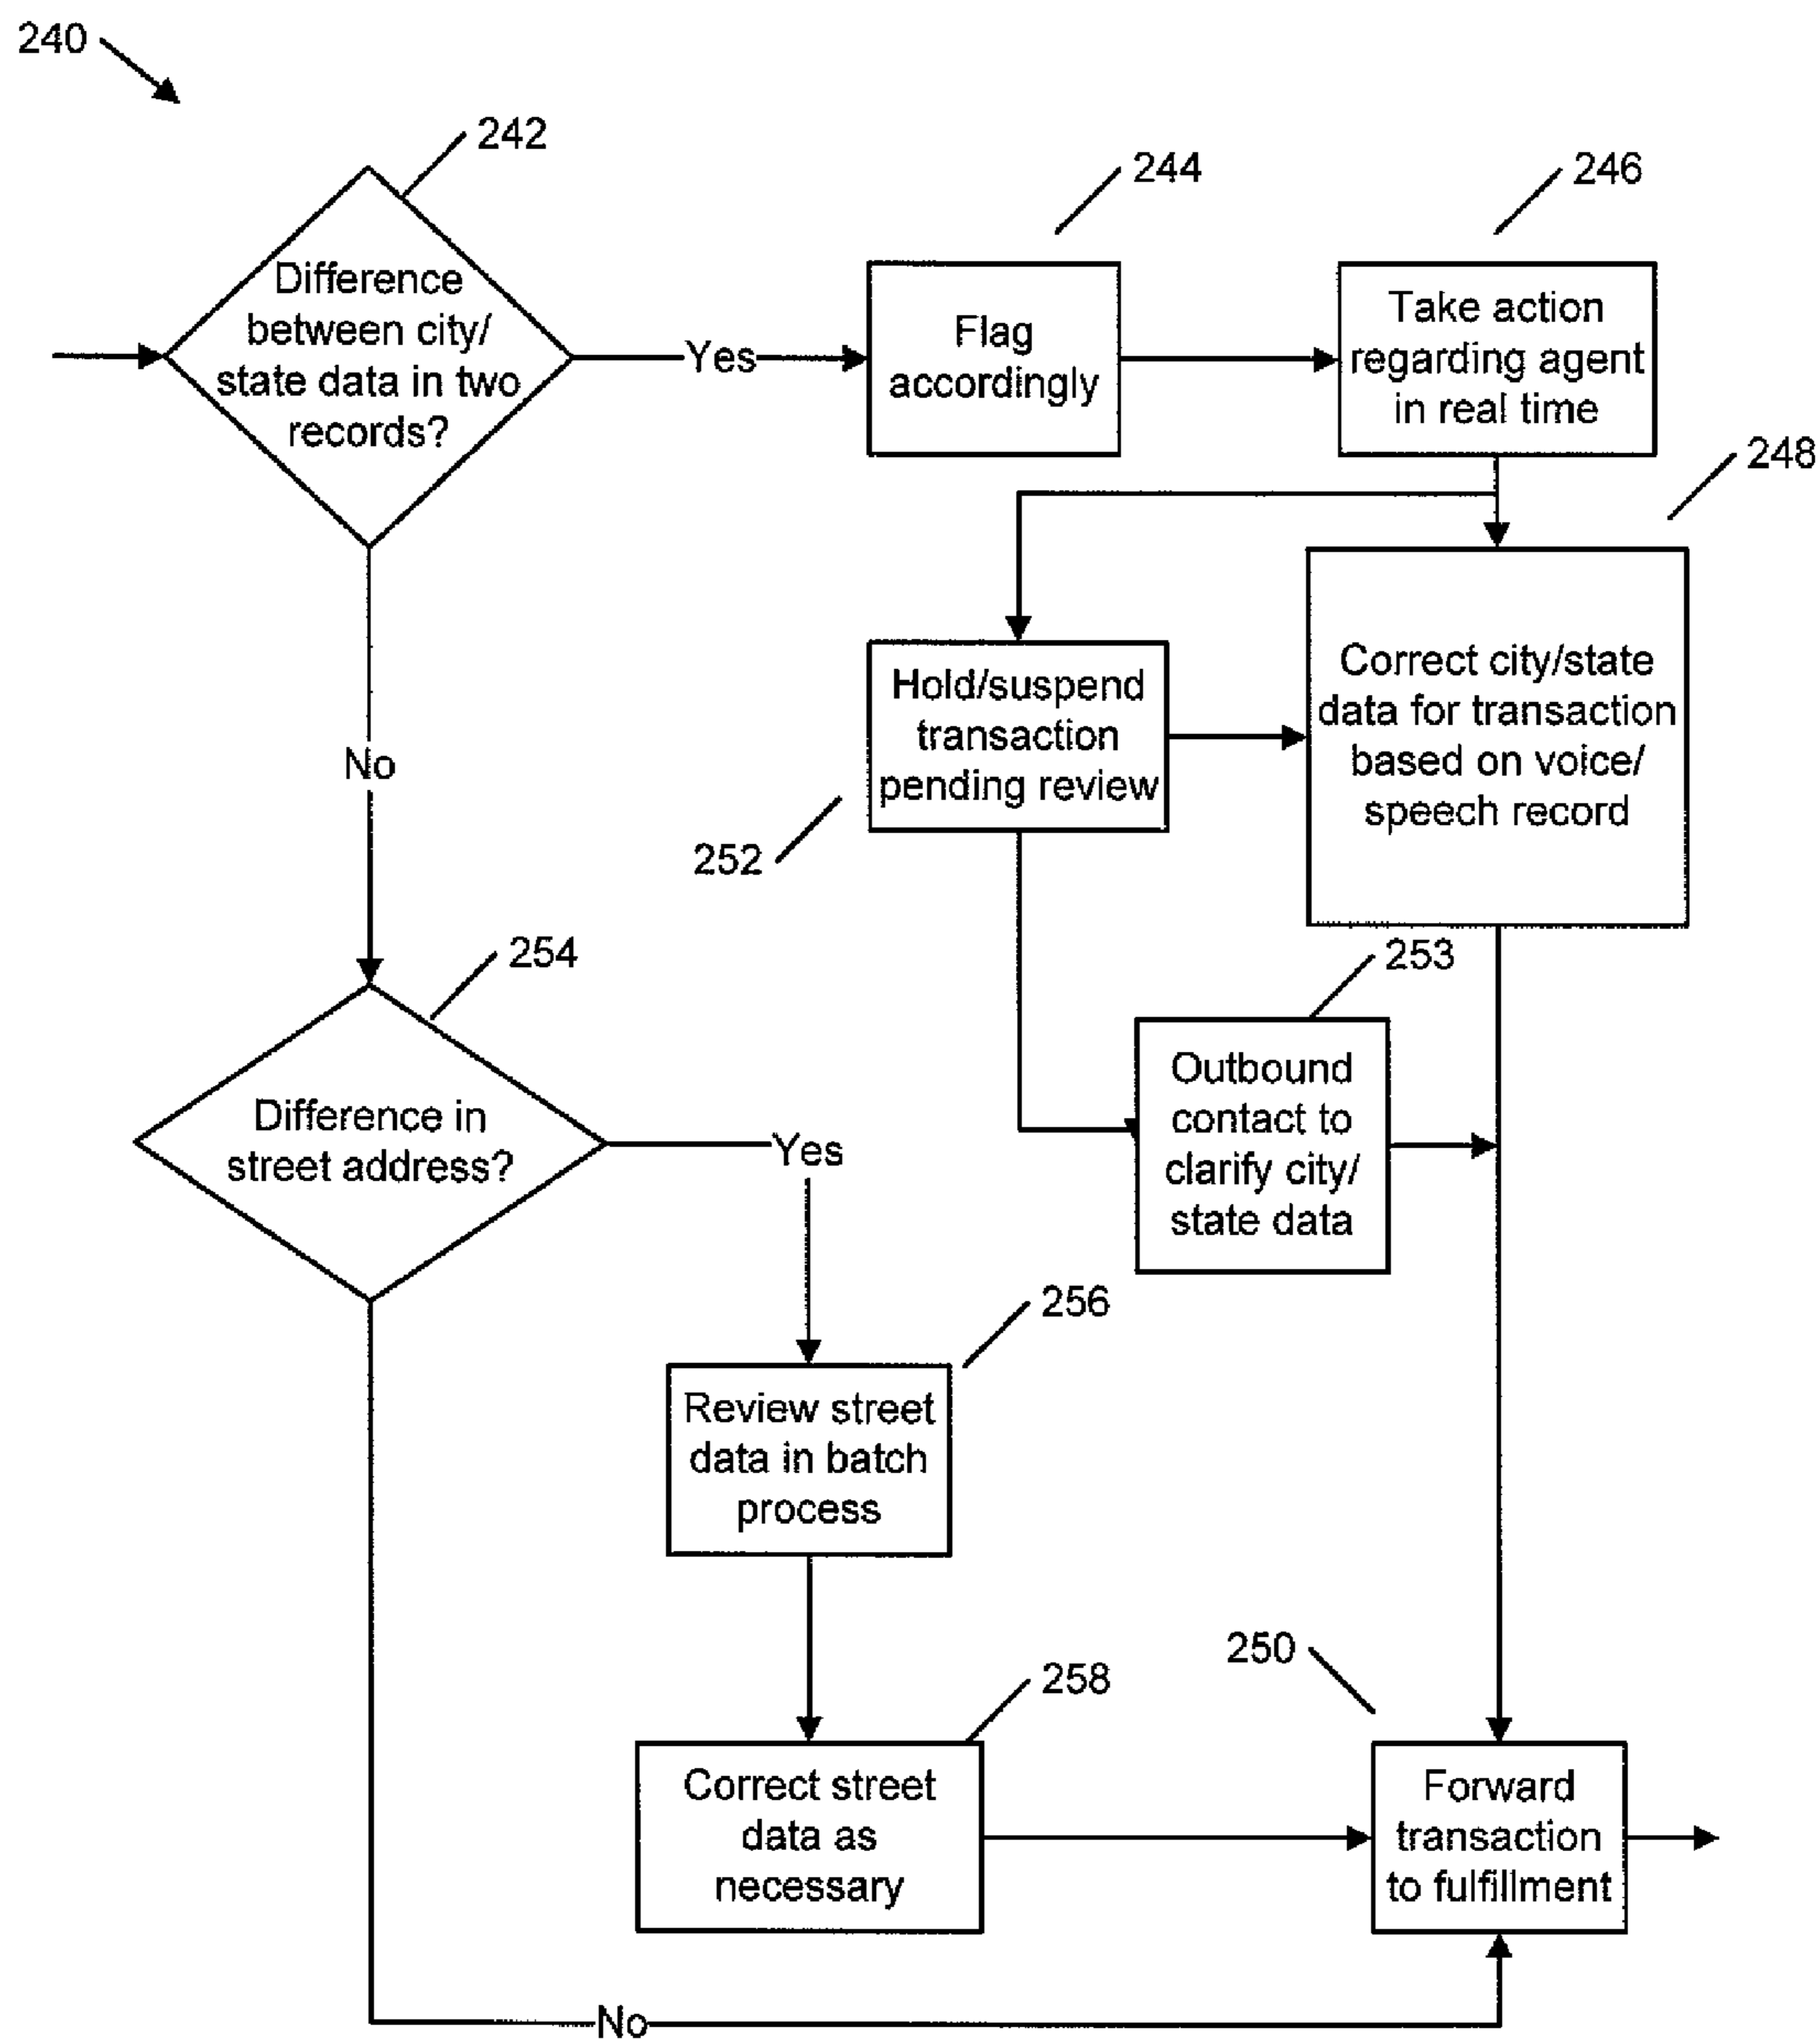 240
242
244
246
Difference
between city/
state data in two
records?
Yes
Flag
accordingly
Take action
regarding agent
in real time
248
Hold/suspend
transaction
pending review
Correct city/state
data for transaction
based on voice/
speech record
No
252
254
253
Outbound
contact to
clarify city/
state data
Difference in
street address?
Yes
256
Review street
data in batch
process
250
258
Correct street
data as
necessary
Forward
transaction
to fulfillment
No